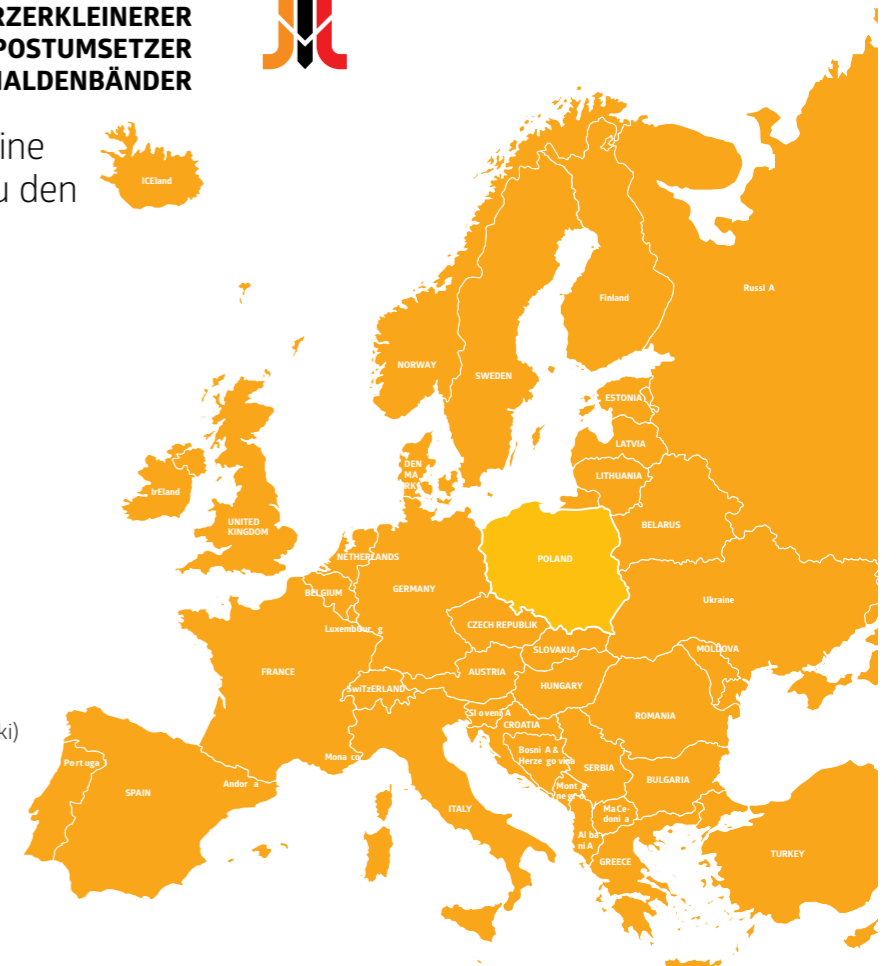 RZERKLEINERER
POSTUMSETZER
HALDENBÄNDER
ine
u den
ICEland
Russi A
Finland
NORWAY
SWEDEN
ESTONIA
LATVIA
DEN
MA
RK
LITHUANIA
IrEland
UNITED
KINGDOM
BELARUS
NETHERLANDS
POLAND
GERMANY
BELGIUM
Ukraine
CZECH REPUBLIK
LuxembOur g
SLOVAKIA
MOLDOVA
FRANCE
AUSTRIA
SwiTzERLAND
HUNGARY
Sl oveni A
ROMANIA
CROATIA
ki)
Bosni A &
Herze go vina
Mona co
Port uga l
SERBIA
Andor a
BULGARIA
SPAIN
Mont e
ne gr o
ITALY
MaCe-
doni a
Al ba
ni A
TURKEY
GREECE